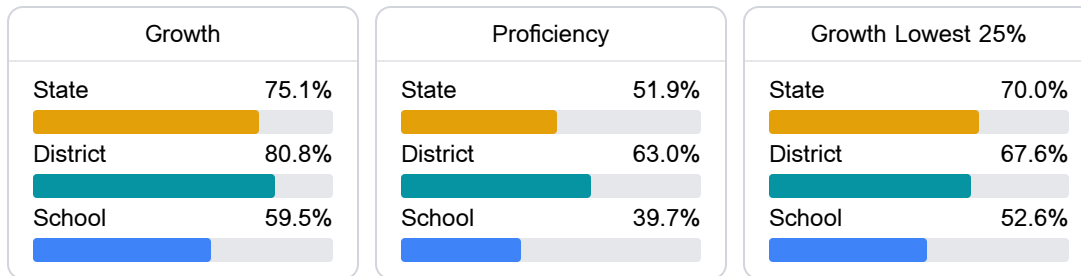 Growth
State 75.1%
District 80.8%
School 59.5%
Proficiency
State 51.9%
District 63.0%
School 39.7%
Growth Lowest 25%
State 70.0%
District 67.6%
School 52.6%